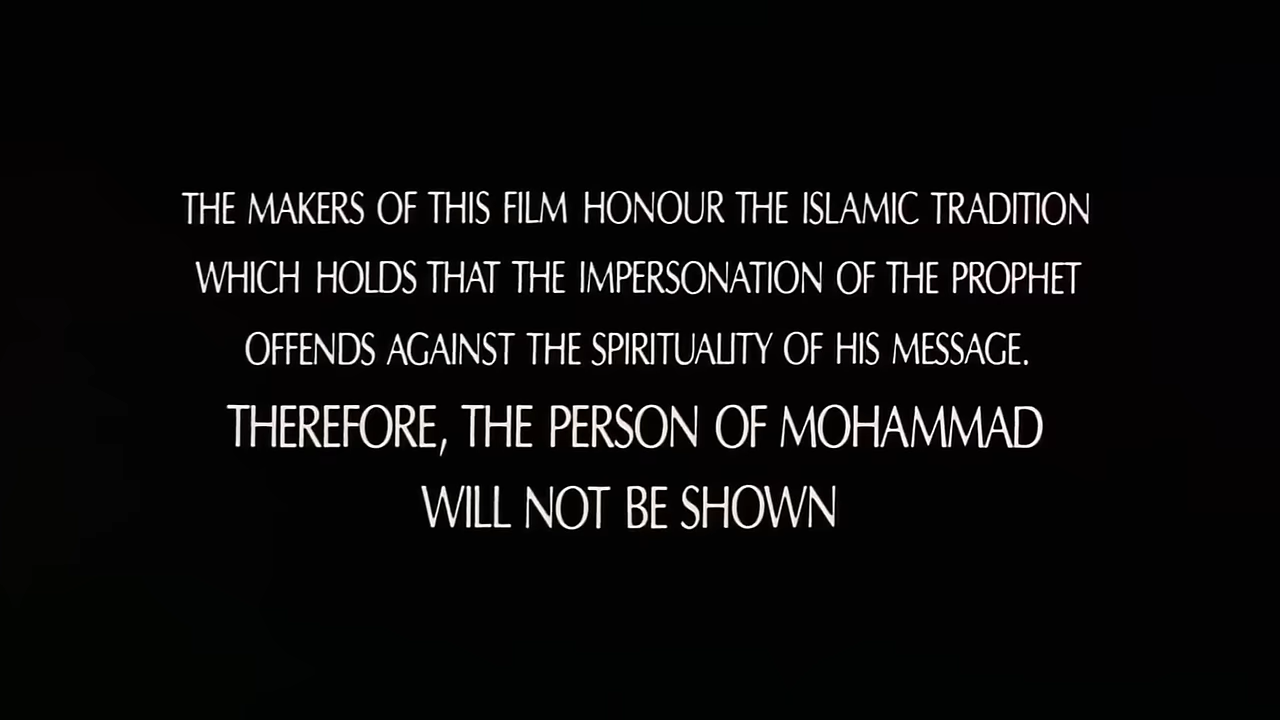 THE MAKERS OF THIS FILM HONOUR THE ISLAMIC TRADITION
WHICH HOLDS THAT THE IMPERSONATION OF THE PROPHET
OFFENDS AGAINST THE SPIRITUALITY OF HIS MESSAGE.
THEREFORE, THE PERSON OF MOHAMMAD
WILL NOT BE SHOWN